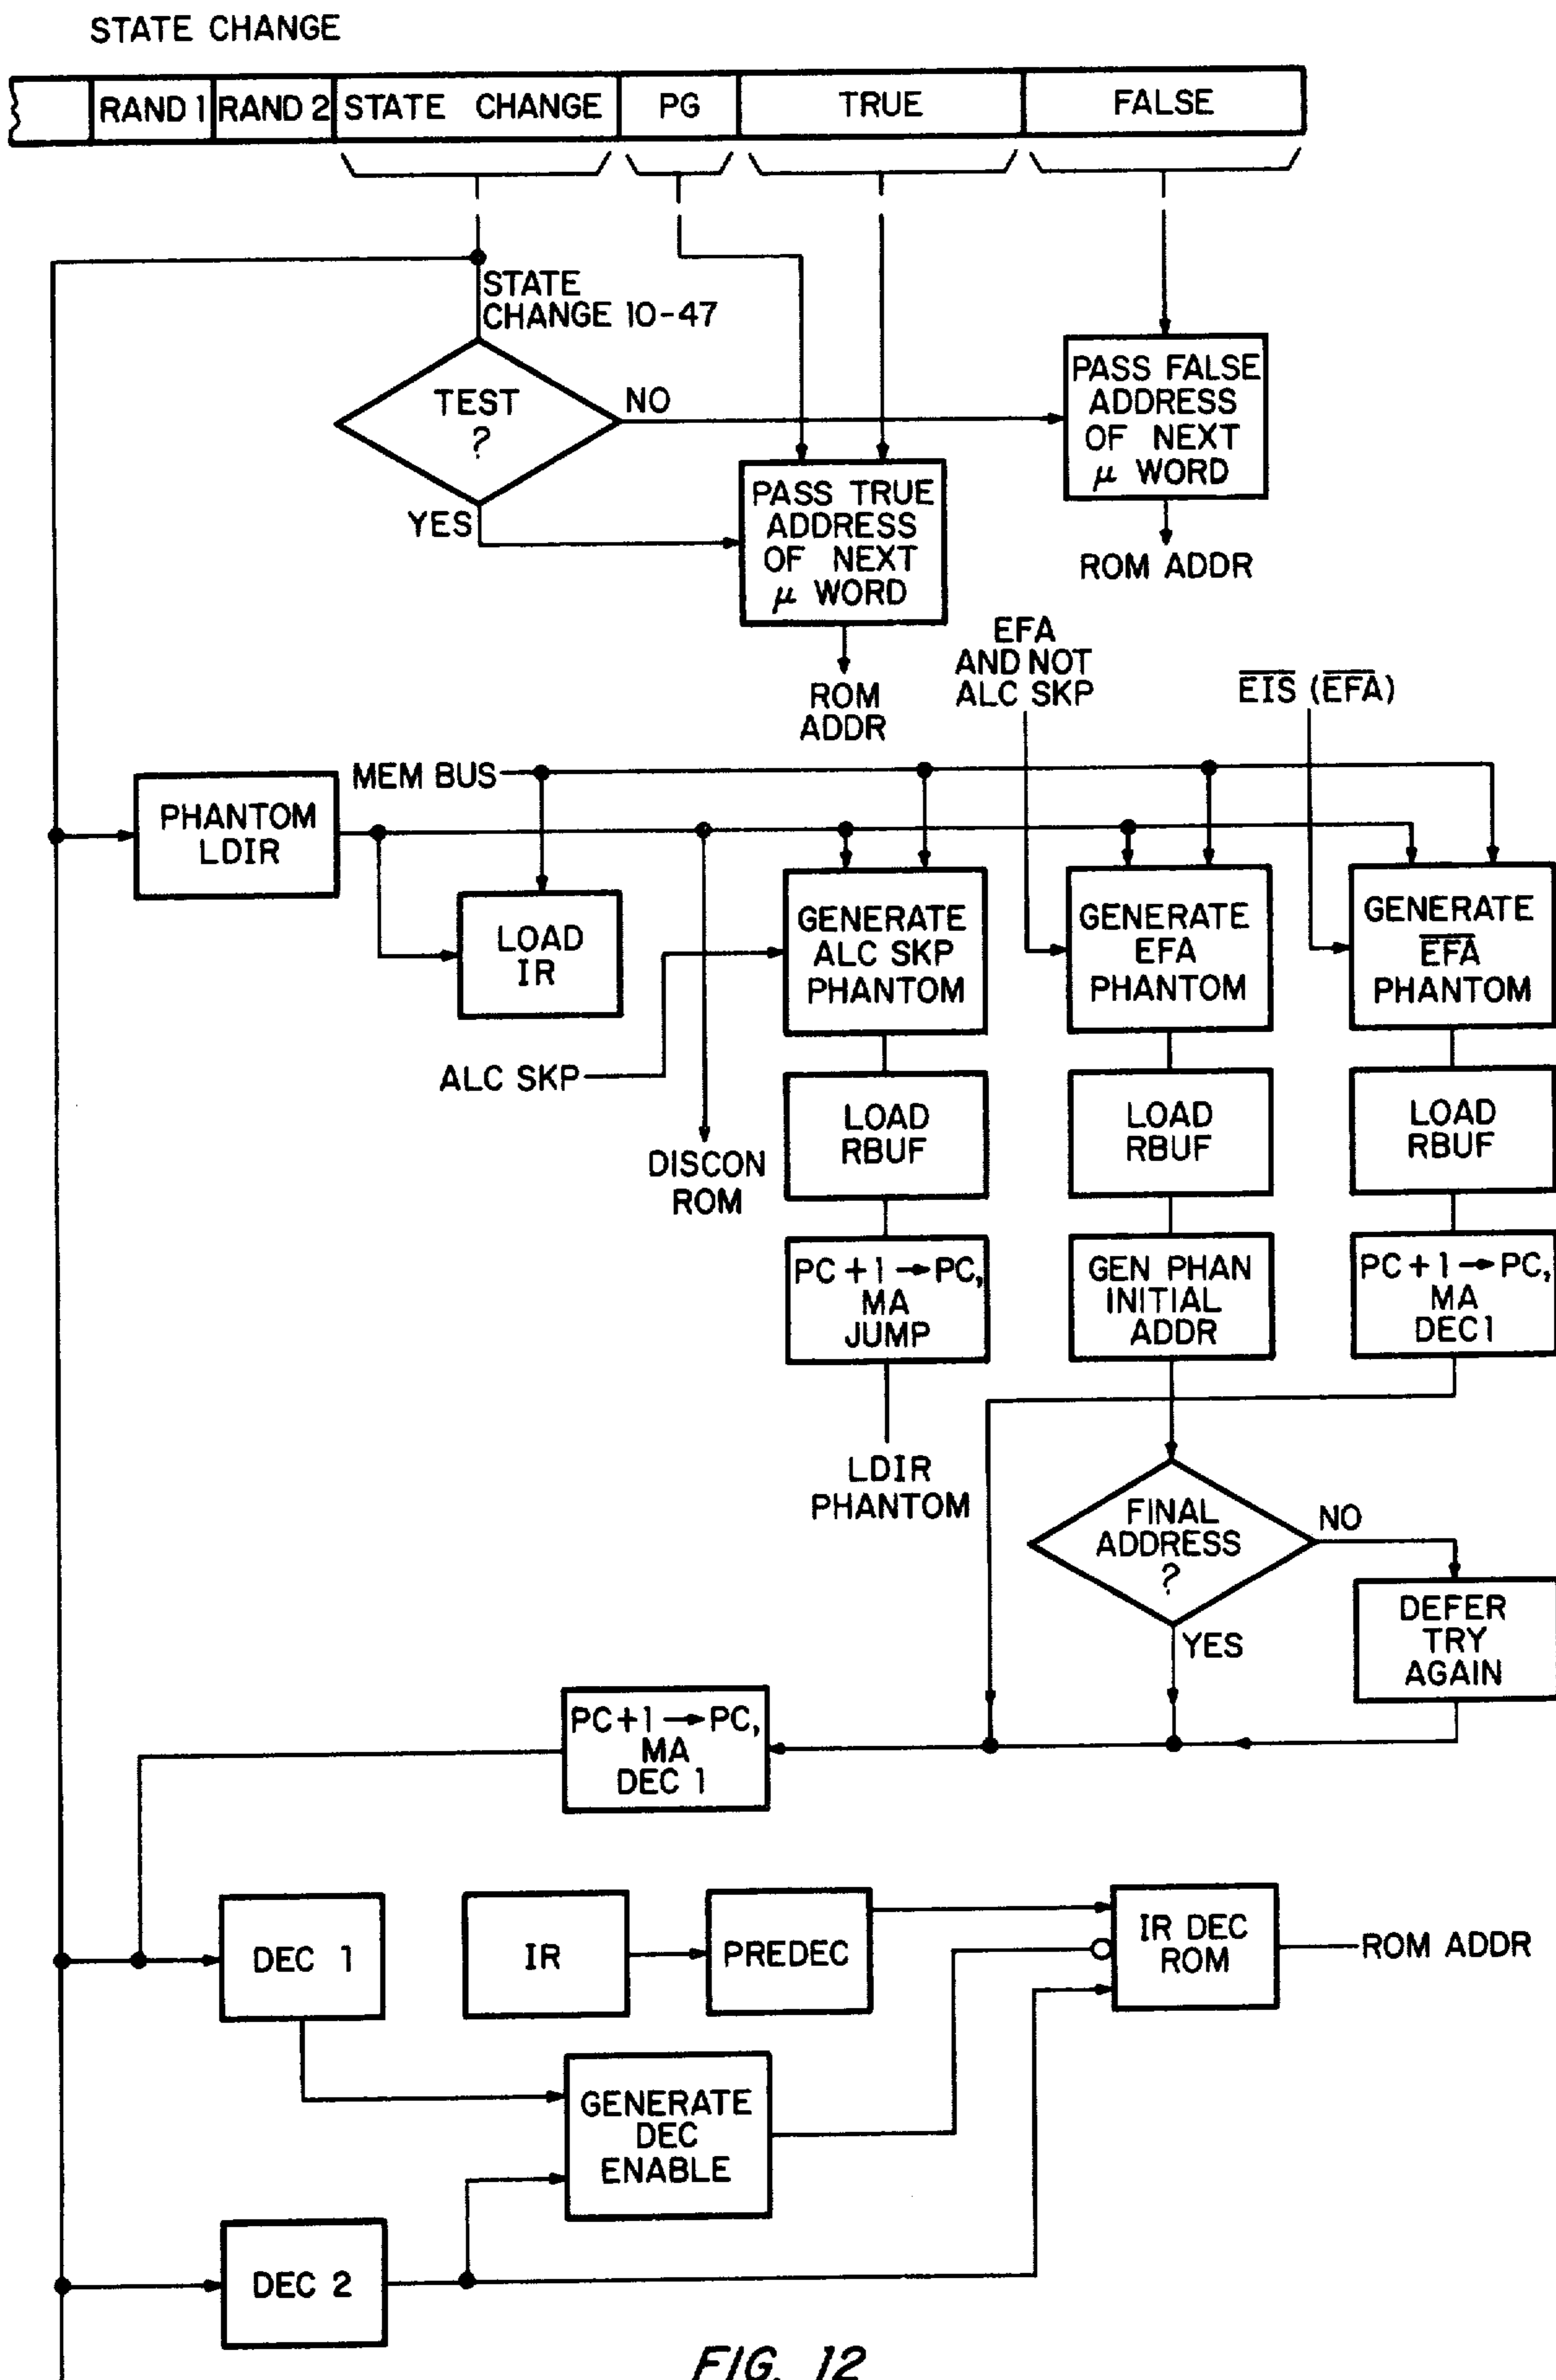 STATE CHANGE
RAND 1 RAND 2 STATE CHANGE PG TRUE FALSE
STATE
CHANGE 10-47
TEST
?
NO
YES
PASS FALSE
ADDRESS
OF NEXT
μ WORD
ROM ADDR
PASS TRUE
ADDRESS
OF NEXT
μ WORD
ROM
ADDR
EFA
AND NOT
ALC SKP
E̅I̅S̅ (E̅F̅A̅)
MEM BUS
PHANTOM
LDIR
LOAD
IR
ALC SKP
DISCON
ROM
GENERATE
ALC SKP
PHANTOM
LOAD
RBUF
PC+1→PC,
MA
JUMP
LDIR
PHANTOM
GENERATE
EFA
PHANTOM
LOAD
RBUF
GEN PHAN
INITIAL
ADDR
FINAL
ADDRESS
?
NO
YES
GENERATE
E̅F̅A̅
PHANTOM
LOAD
RBUF
PC+1→PC,
MA
DEC1
DEFER
TRY
AGAIN
PC+1→PC,
MA
DEC 1
DEC 1
IR
PREDEC
IR DEC
ROM
ROM ADDR
GENERATE
DEC
ENABLE
DEC 2
FIG. 12